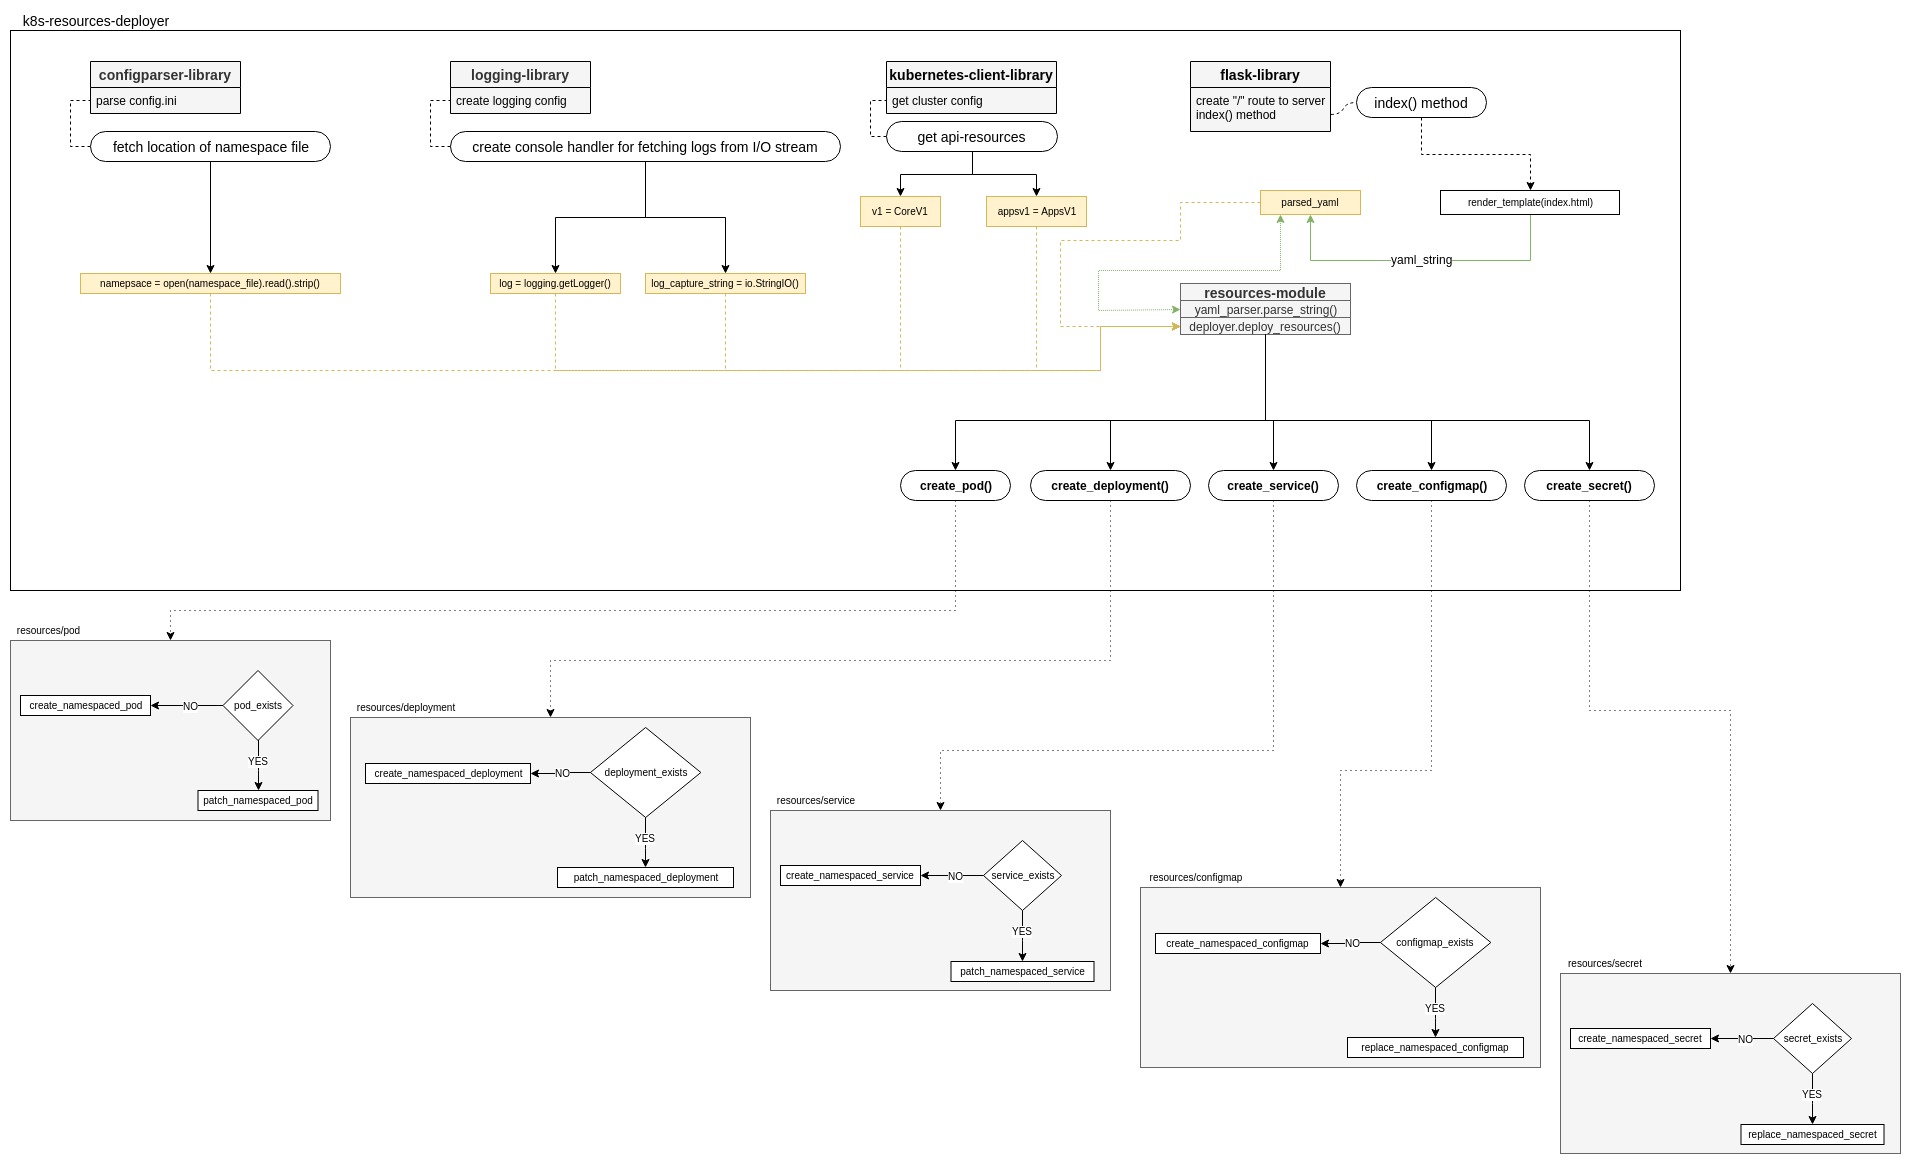 k8s-resources-deployer
configparser-library
parse config.ini
fetch location of namespace file
namepsace = open(namespace_file).read().strip()
logging-library
create logging config
create console handler for fetching logs from I/O stream
log = logging.getLogger()
log_capture_string = io.StringIO()
kubernetes-client-library
get cluster config
get api-resources
v1 = CoreV1
appsv1 = AppsV1
flask-library
create "/" route to server
index() method
index() method
parsed_yaml
render_template(index.html)
yaml_string
resources-module
yaml_parser.parse_string()
deployer.deploy_resources()
create_pod()
create_deployment()
create_service()
create_configmap()
create_secret()
resources/pod
create_namespaced_pod
NO
pod_exists
YES
patch_namespaced_pod
resources/deployment
create_namespaced_deployment
NO
deployment_exists
YES
patch_namespaced_deployment
resources/service
create_namespaced_service
NO
service_exists
YES
patch_namespaced_service
resources/configmap
create_namespaced_configmap
NO
configmap_exists
YES
replace_namespaced_configmap
resources/secret
create_namespaced_secret
NO
secret_exists
YES
replace_namespaced_secret